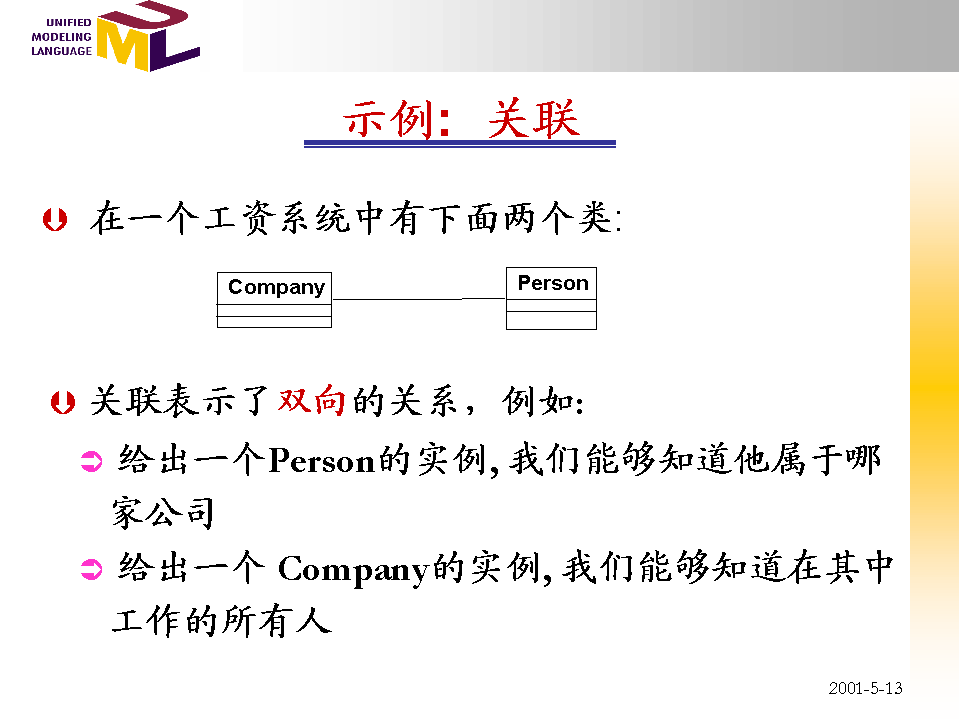 UNIFIED
MODELING
LANGUAGE
UML
示例: 关联
在一个工资系统中有下面两个类:
Company
Person
关联表示了双向的关系，例如:
给出一个Person的实例,我们能够知道他属于哪
家公司
给出一个 Company的实例,我们能够知道在其中
工作的所有人
2001-5-13